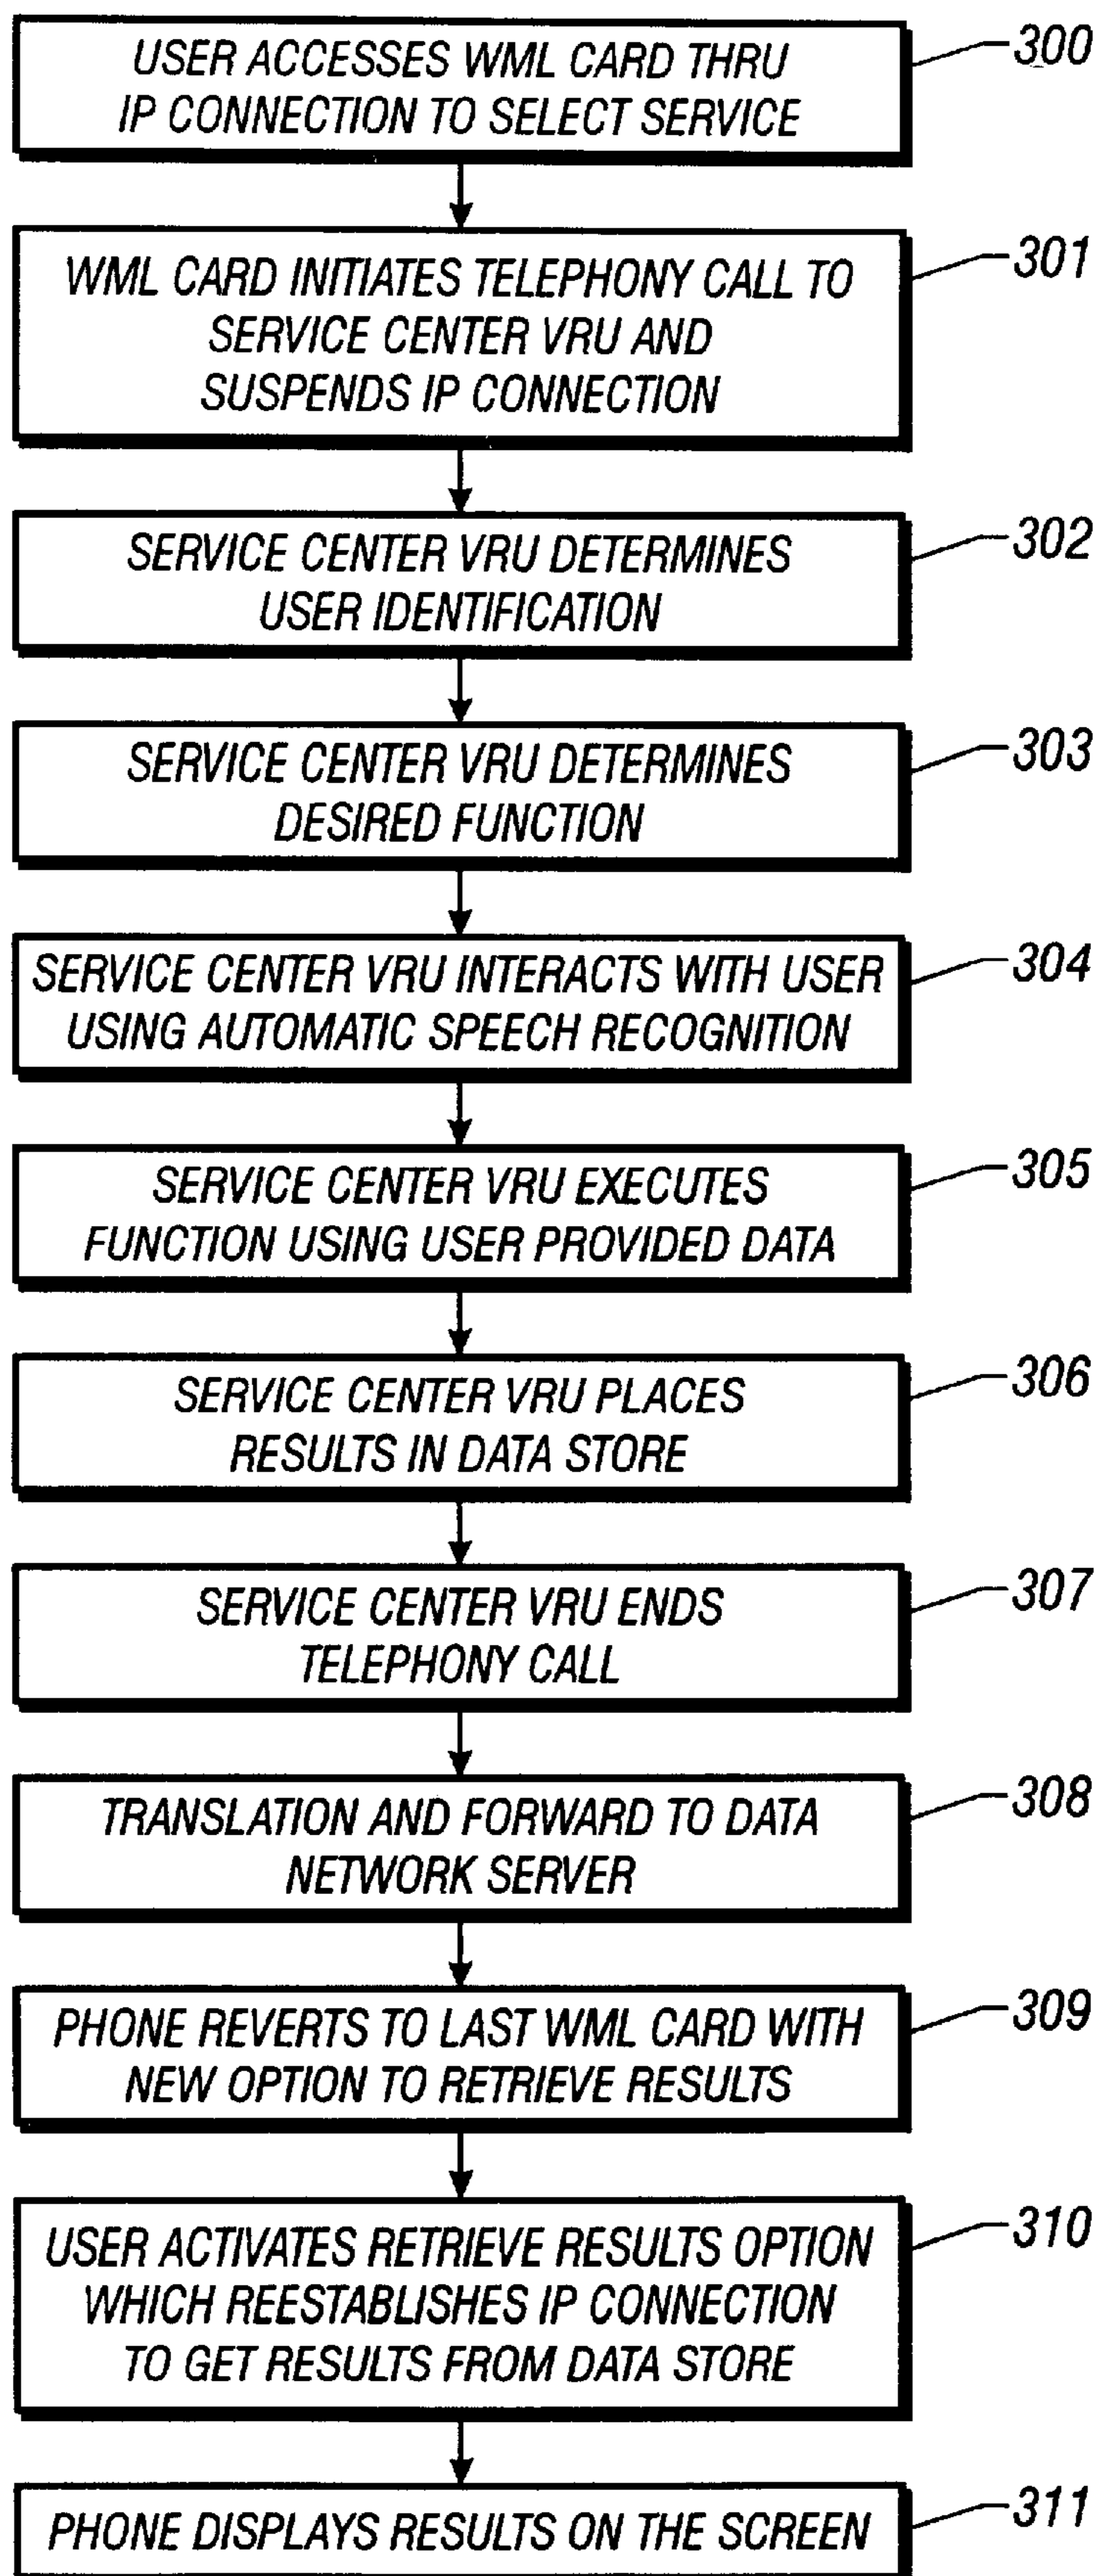 USER ACCESSES WML CARD THRU
IP CONNECTION TO SELECT SERVICE
300
WML CARD INITIATES TELEPHONY CALL TO
SERVICE CENTER VRU AND
SUSPENDS IP CONNECTION
301
SERVICE CENTER VRU DETERMINES
USER IDENTIFICATION
302
SERVICE CENTER VRU DETERMINES
DESIRED FUNCTION
303
SERVICE CENTER VRU INTERACTS WITH USER
USING AUTOMATIC SPEECH RECOGNITION
304
SERVICE CENTER VRU EXECUTES
FUNCTION USING USER PROVIDED DATA
305
SERVICE CENTER VRU PLACES
RESULTS IN DATA STORE
306
SERVICE CENTER VRU ENDS
TELEPHONY CALL
307
TRANSLATION AND FORWARD TO DATA
NETWORK SERVER
308
PHONE REVERTS TO LAST WML CARD WITH
NEW OPTION TO RETRIEVE RESULTS
309
USER ACTIVATES RETRIEVE RESULTS OPTION
WHICH REESTABLISHES IP CONNECTION
TO GET RESULTS FROM DATA STORE
310
PHONE DISPLAYS RESULTS ON THE SCREEN
311